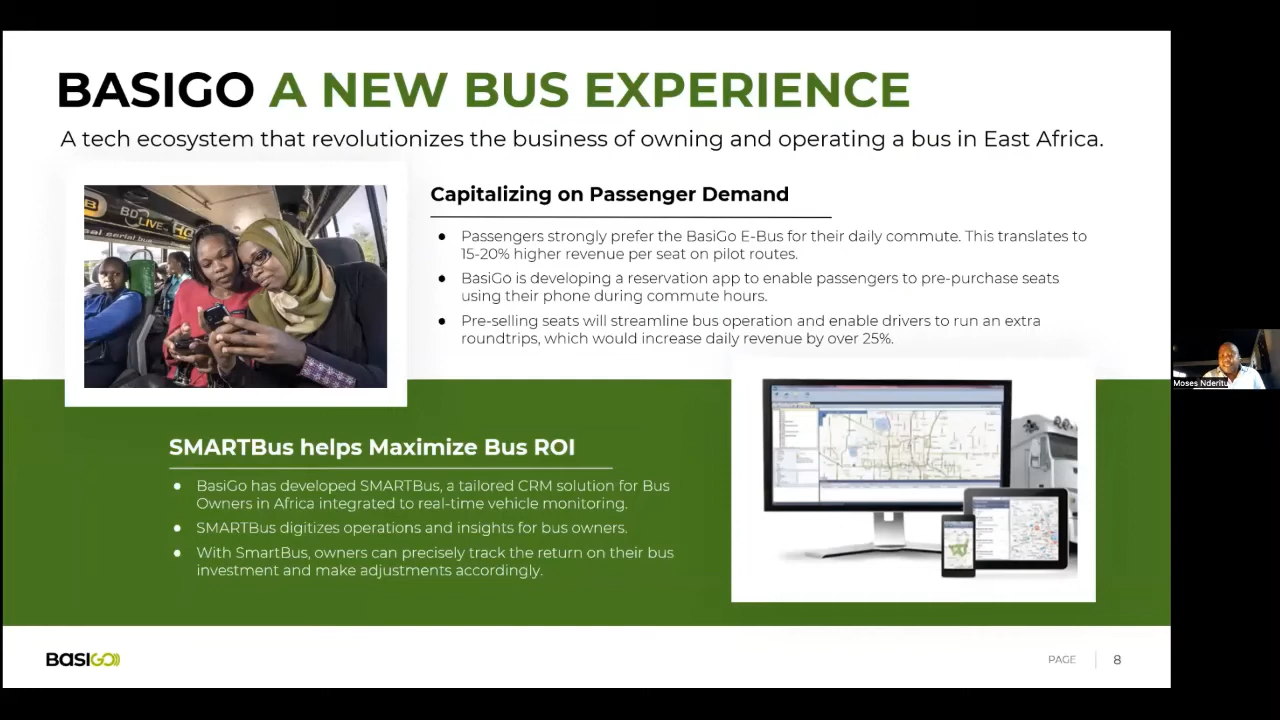 BASIGO A NEW BUS EXPERIENCE
A tech ecosystem that revolutionizes the business of owning and operating a bus in East Africa.
BDLIVE
HQ
eal serial bus
Capitalizing on Passenger Demand
● Passengers strongly prefer the BasiGo E-Bus for their daily commute. This translates to
15-20% higher revenue per seat on pilot routes.
● BasiGo is developing a reservation app to enable passengers to pre-purchase seats
using their phone during commute hours.
● Pre-selling seats will streamline bus operation and enable drivers to run an extra
roundtrips, which would increase daily revenue by over 25%.
Moses Nderitu
SMARTBus helps Maximize Bus ROI
● BasiGo has developed SMARTBus, a tailored CRM solution for Bus
Owners in Africa integrated to real-time vehicle monitoring.
● SMARTBus digitizes operations and insights for bus owners.
● With SmartBus, owners can precisely track the return on their bus
investment and make adjustments accordingly.
BASIGO
PAGE 8